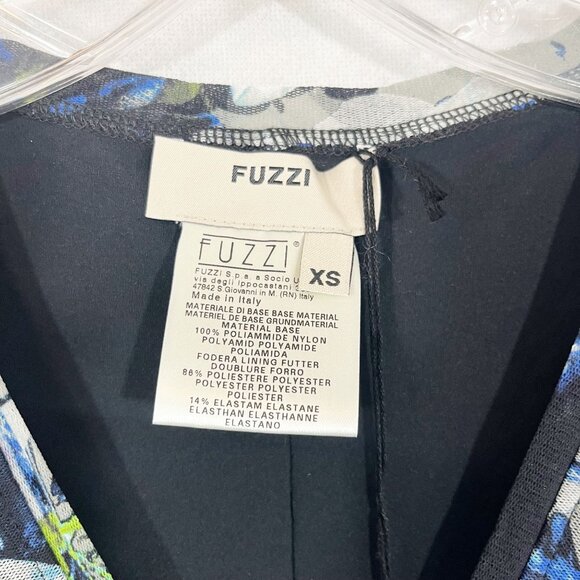 FUZZI
FUZZI®
XS
FUZZI S.p.a. a Socio U
via degli Ippocastani
47842 S Giovanni in M. (RN) Italy
Made in Italy
MATERIALE DI BASE BASE MATERIAL
MATERIEL DE BASE GRUNDMATERIAL
MATERIAL BASE
100% POLIAMMIDE NYLON
POLYAMID POLYAMIDE
POLIAMIDA
FODERA LINING FUTTER
DOUBLURE FORRO
86% POLIESTERE POLYESTER
POLYESTER POLYESTER
POLIESTER
14% ELASTAM ELASTANE
ELASTHAN ELASTHANNE
ELASTANO